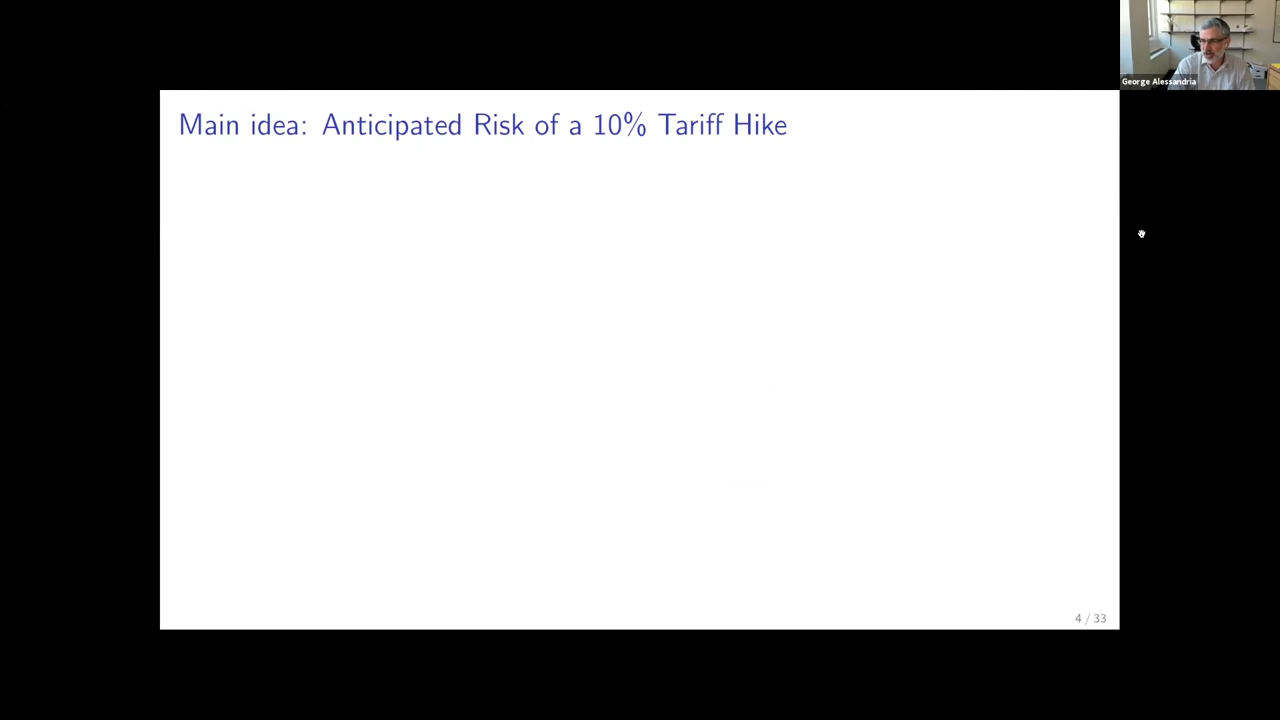 George Alessandria
Main idea: Anticipated Risk of a 10% Tariff Hike
4 / 33